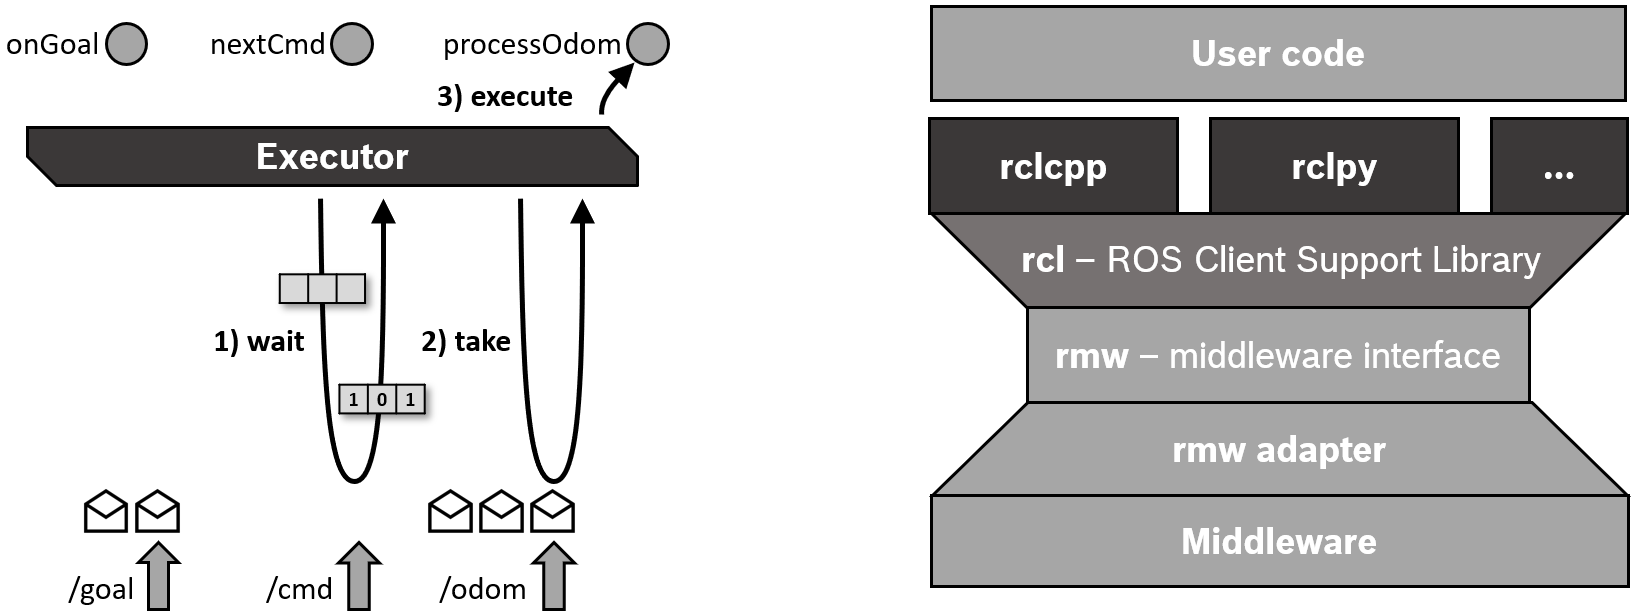 onGoal
nextCmd
processOdom
3) execute
Executor
1) wait
2) take
1 0 1
/goal
/cmd
/odom
User code
rclcpp
rclpy
...
rcl – ROS Client Support Library
rmw – middleware interface
rmw adapter
Middleware